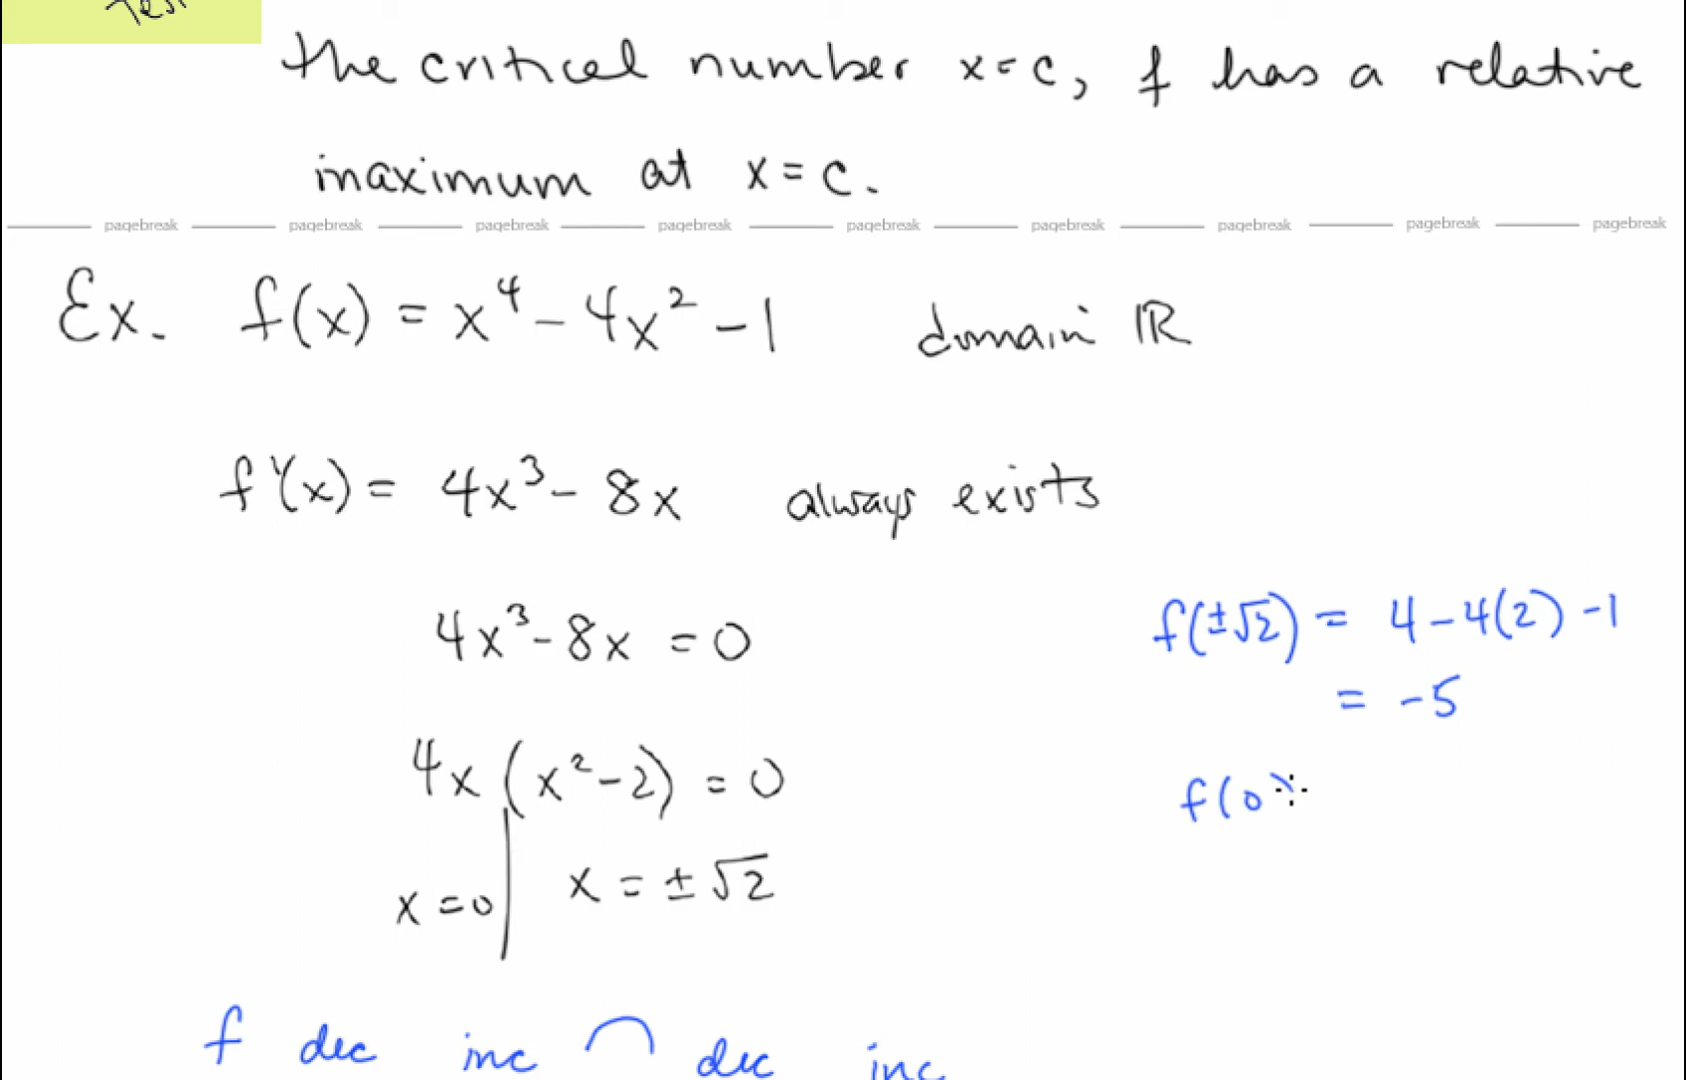 Test
the critical number x=c, f has a relative
maximum at x=c.
pagebreak pagebreak pagebreak pagebreak pagebreak pagebreak pagebreak pagebreak pagebreak
Ex. f(x) = x⁴ - 4x² - 1 domain ℝ
f'(x) = 4x³ - 8x always exists
4x³ - 8x = 0
f(±√2) = 4 - 4(2) - 1
= -5
4x(x² - 2) = 0
f(0)
x = 0 | x = ±√2
f dec inc ⌒ dec inc